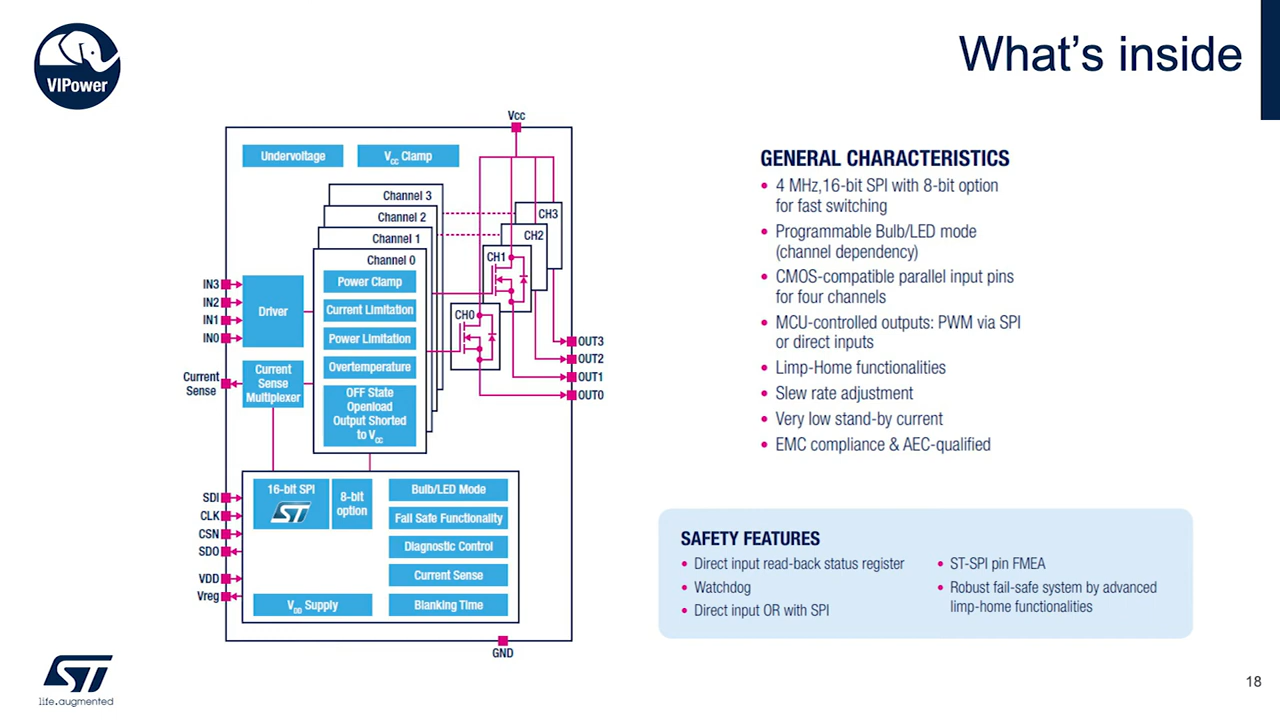 VIPower
What's inside
Vcc
Undervoltage
VCC Clamp
Channel 3
Channel 2
Channel 1
Channel 0
Power Clamp
Current Limitation
Power Limitation
Overtemperature
OFF State
Openload
Output Shorted
to VCC
CH3
CH2
CH1
CH0
IN3
IN2
IN1
IN0
Driver
Current
Sense
Current
Sense
Multiplexer
OUT3
OUT2
OUT1
OUT0
SDI
CLK
CSN
SDO
VDD
Vreg
16-bit SPI
ST
8-bit
option
VDD Supply
Bulb/LED Mode
Fail Safe Functionality
Diagnostic Control
Current Sense
Blanking Time
GND
GENERAL CHARACTERISTICS
• 4 MHz,16-bit SPI with 8-bit option
for fast switching
• Programmable Bulb/LED mode
(channel dependency)
• CMOS-compatible parallel input pins
for four channels
• MCU-controlled outputs: PWM via SPI
or direct inputs
• Limp-Home functionalities
• Slew rate adjustment
• Very low stand-by current
• EMC compliance & AEC-qualified
SAFETY FEATURES
• Direct input read-back status register
• Watchdog
• Direct input OR with SPI
• ST-SPI pin FMEA
• Robust fail-safe system by advanced
limp-home functionalities
ST
life.augmented
18